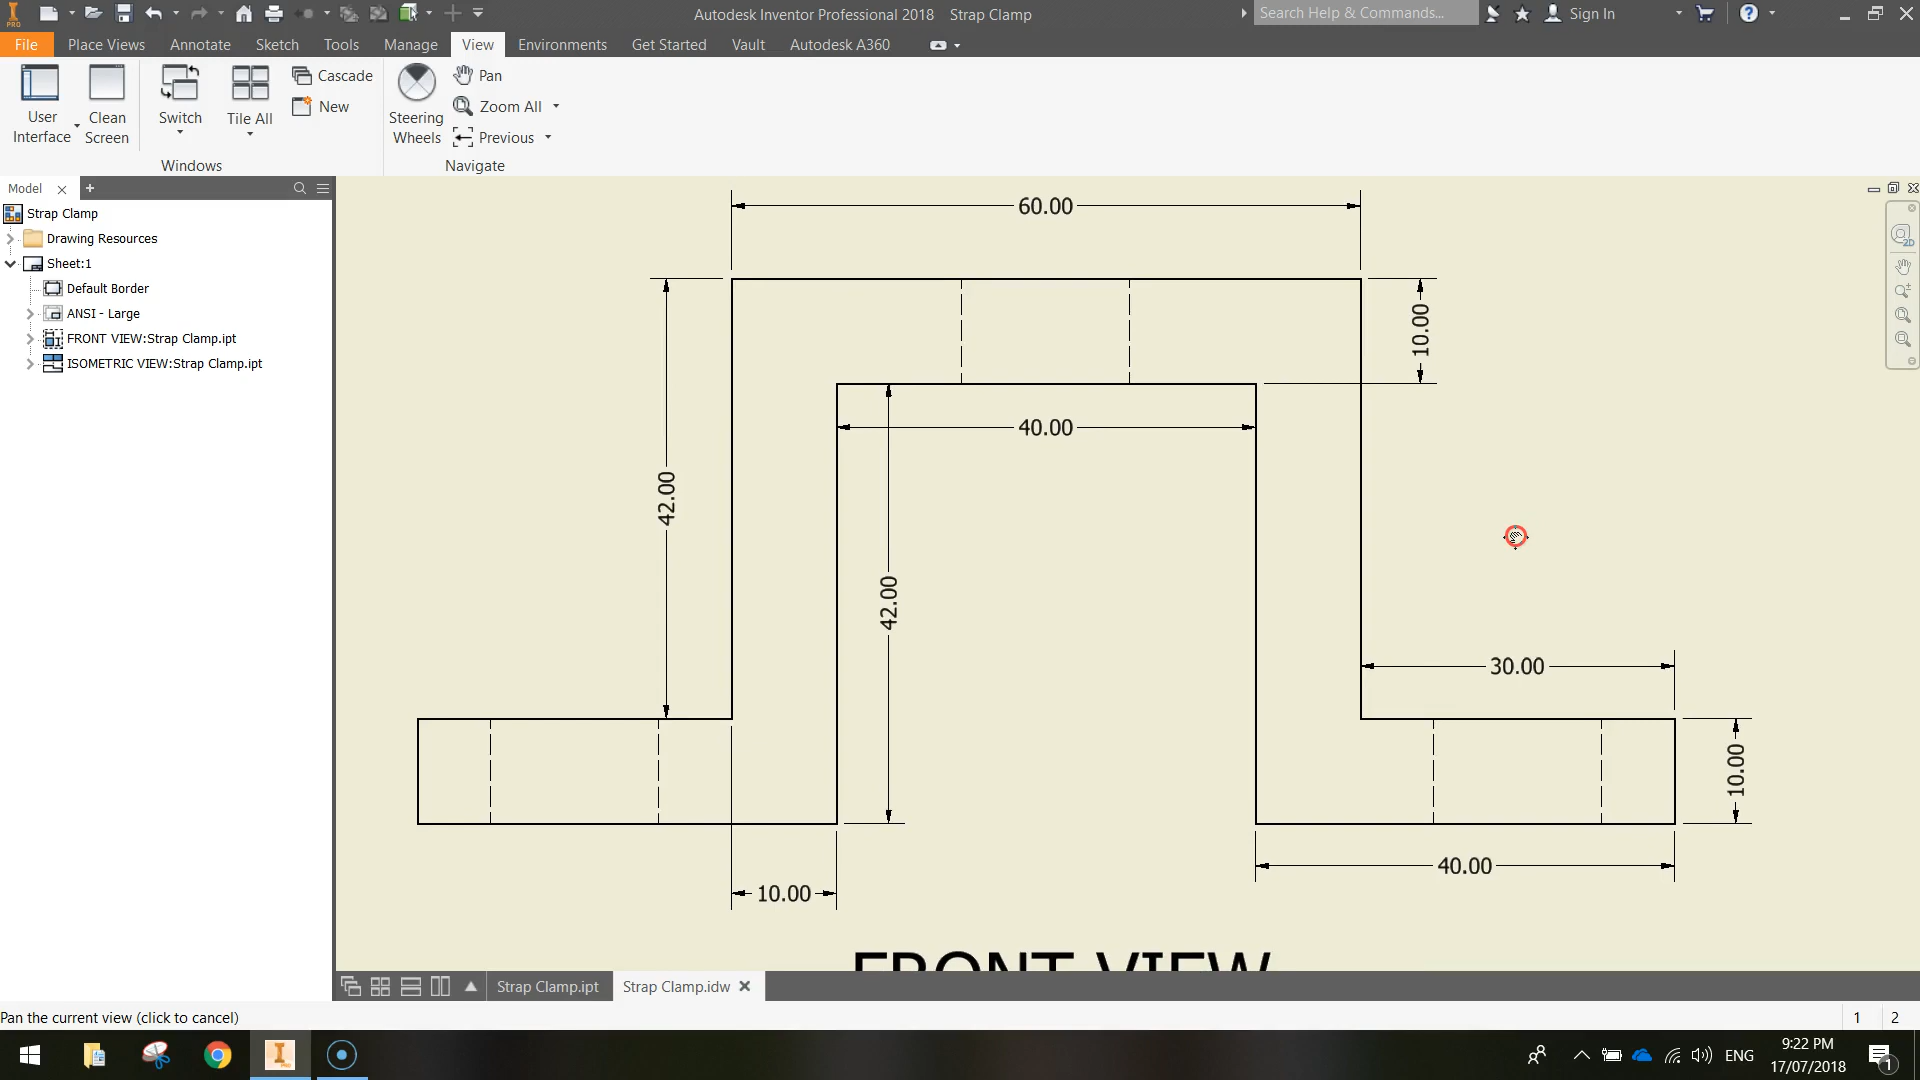 Autodesk Inventor Professional 2018 Strap Clamp
Search Help & Commands...
Sign In
PRO
File Place Views Annotate Sketch Tools Manage View Environments Get Started Vault Autodesk A360
User Interface
Clean Screen
Switch
Tile All
Cascade
New
Steering Wheels
Pan
Zoom All
Previous
Windows
Navigate
Model
Strap Clamp
Drawing Resources
Sheet:1
Default Border
ANSI - Large
FRONT VIEW:Strap Clamp.ipt
ISOMETRIC VIEW:Strap Clamp.ipt
60.00
10.00
40.00
42.00
42.00
30.00
10.00
40.00
10.00
FRONT VIEW
2D
Strap Clamp.ipt
Strap Clamp.idw
Pan the current view (click to cancel)
1 2
ENG
9:22 PM
17/07/2018
1